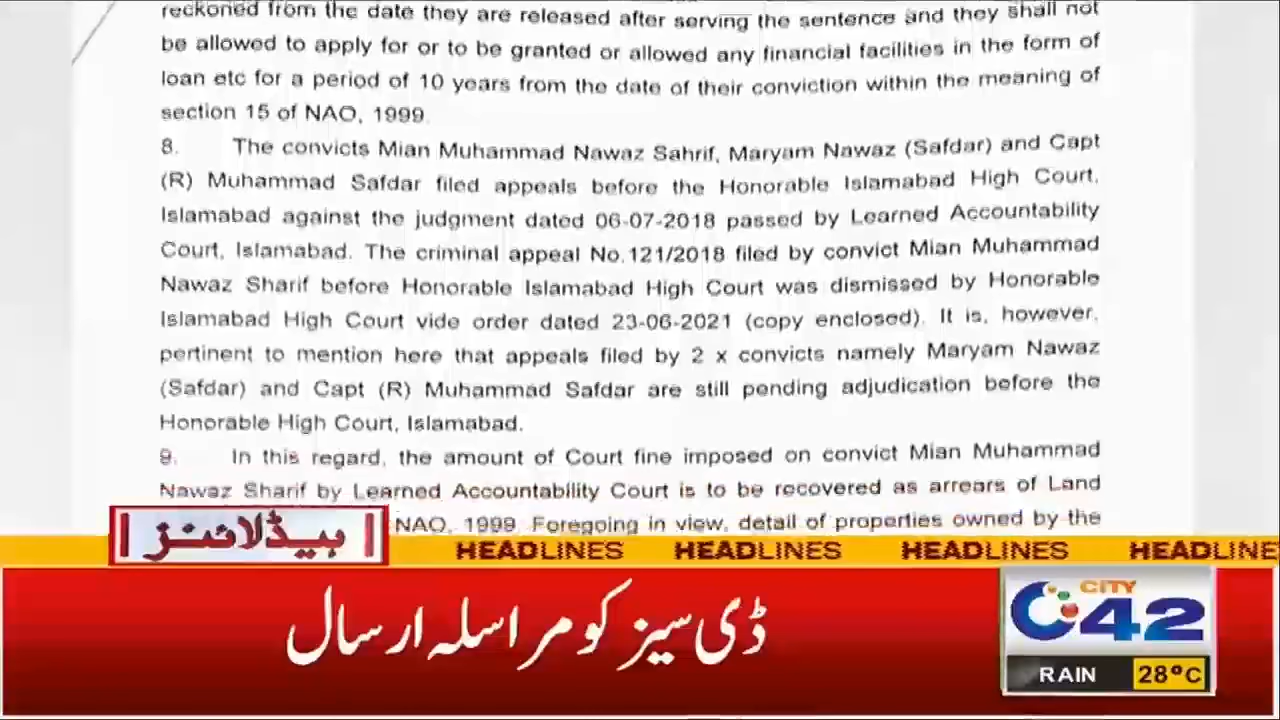 reckoned from the date they are released after serving the sentence and they shall not
be allowed to apply for or to be granted or allowed any financial facilities in the form of
loan etc for a period of 10 years from the date of their conviction within the meaning of
section 15 of NAO, 1999.
8. The convicts Mian Muhammad Nawaz Sahrif, Maryam Nawaz (Safdar) and Capt
(R) Muhammad Safdar filed appeals before the Honorable Islamabad High Court,
Islamabad against the judgment dated 06-07-2018 passed by Learned Accountability
Court, Islamabad. The criminal appeal No.121/2018 filed by convict Mian Muhammad
Nawaz Sharif before Honorable Islamabad High Court was dismissed by Honorable
Islamabad High Court vide order dated 23-06-2021 (copy enclosed). It is, however,
pertinent to mention here that appeals filed by 2 x convicts namely Maryam Nawaz
(Safdar) and Capt (R) Muhammad Safdar are still pending adjudication before the
Honorable High Court, Islamabad.
9. In this regard, the amount of Court fine imposed on convict Mian Muhammad
Nawaz Sharif by Learned Accountability Court is to be recovered as arrears of Land
NAO, 1999. Foregoing in view, detail of properties owned by the
ہیڈلائنز
HEADLINES HEADLINES HEADLINES HEADLINE
ڈی سیز کو مراسلہ ارسال
CITY
42
RAIN 28°C